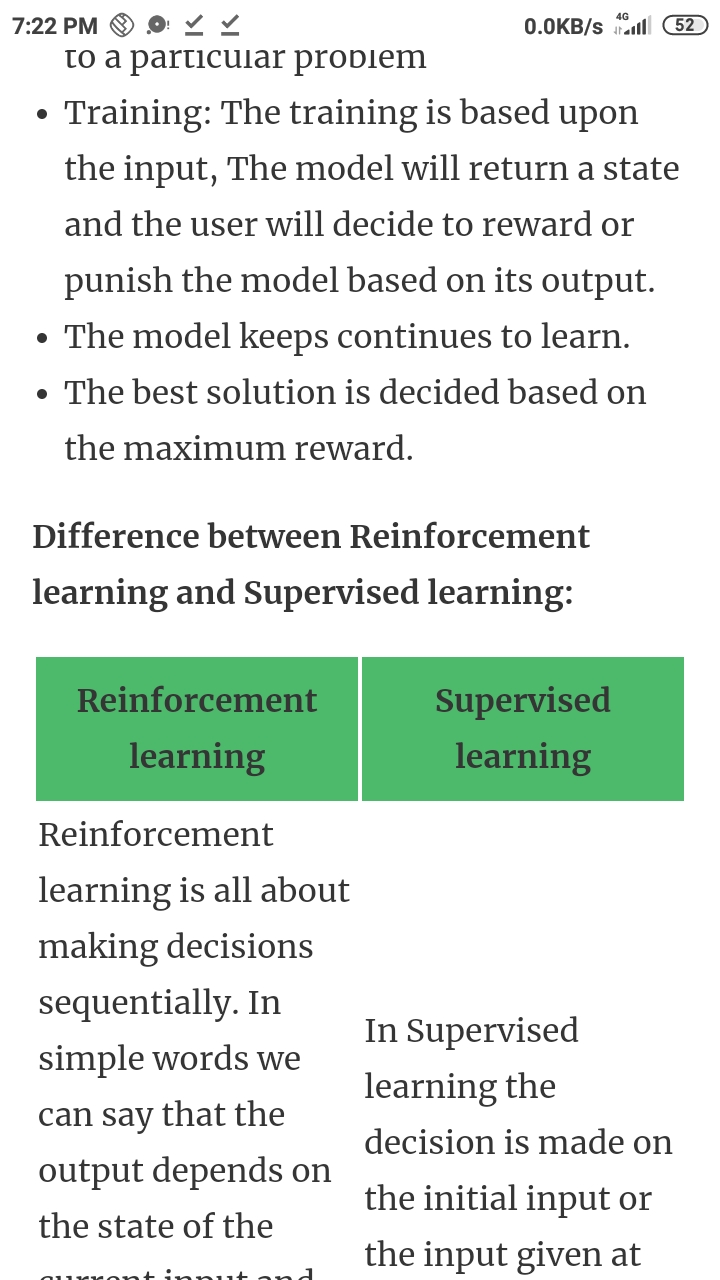 7:22 PM 0.0KB/s 4G 52
to a particular problem
• Training: The training is based upon
the input, The model will return a state
and the user will decide to reward or
punish the model based on its output.
• The model keeps continues to learn.
• The best solution is decided based on
the maximum reward.
Difference between Reinforcement
learning and Supervised learning:
Reinforcement
learning
Supervised
learning
Reinforcement
learning is all about
making decisions
sequentially. In
simple words we
can say that the
output depends on
the state of the
current input and
In Supervised
learning the
decision is made on
the initial input or
the input given at